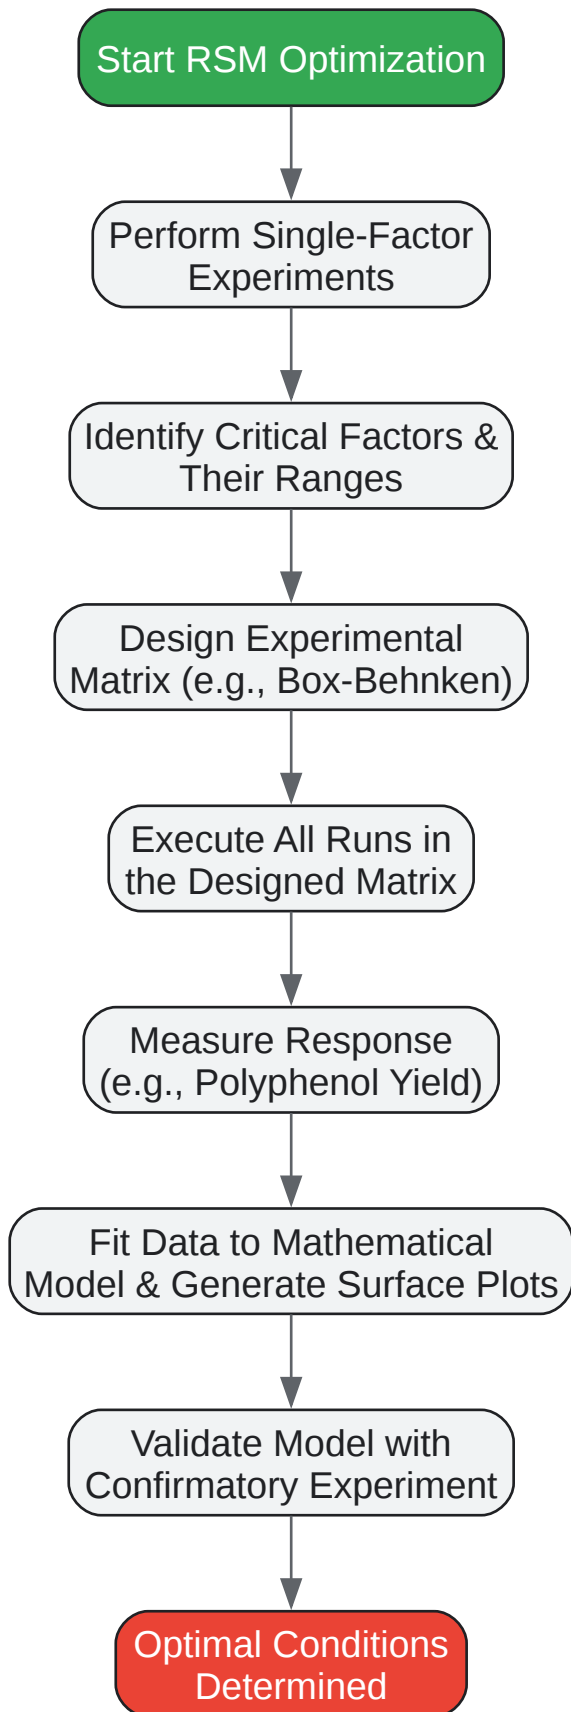 Start RSM Optimization
Perform Single-Factor
Experiments
Identify Critical Factors &
Their Ranges
Design Experimental
Matrix (e.g., Box-Behnken)
Execute All Runs in
the Designed Matrix
Measure Response
(e.g., Polyphenol Yield)
Fit Data to Mathematical
Model & Generate Surface Plots
Validate Model with
Confirmatory Experiment
Optimal Conditions
Determined